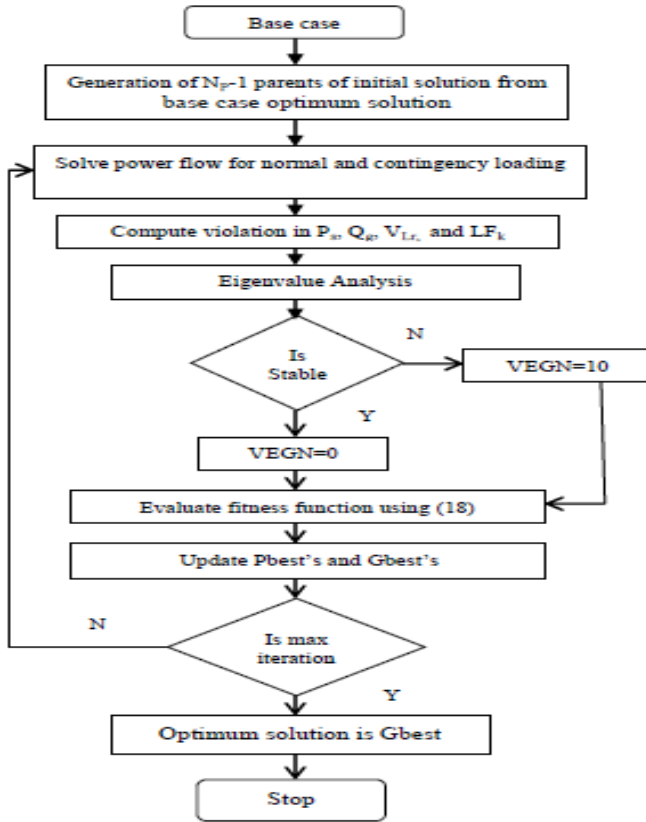 Base case
Generation of NP-1 parents of initial solution from
base case optimum solution
Solve power flow for normal and contingency loading
Compute violation in Ps, Qg, VLr, and LFk
Eigenvalue Analysis
Is
Stable
N
VEGN=10
Y
VEGN=0
Evaluate fitness function using (18)
Update Pbest's and Gbest's
N
Is max
iteration
Y
Optimum solution is Gbest
Stop